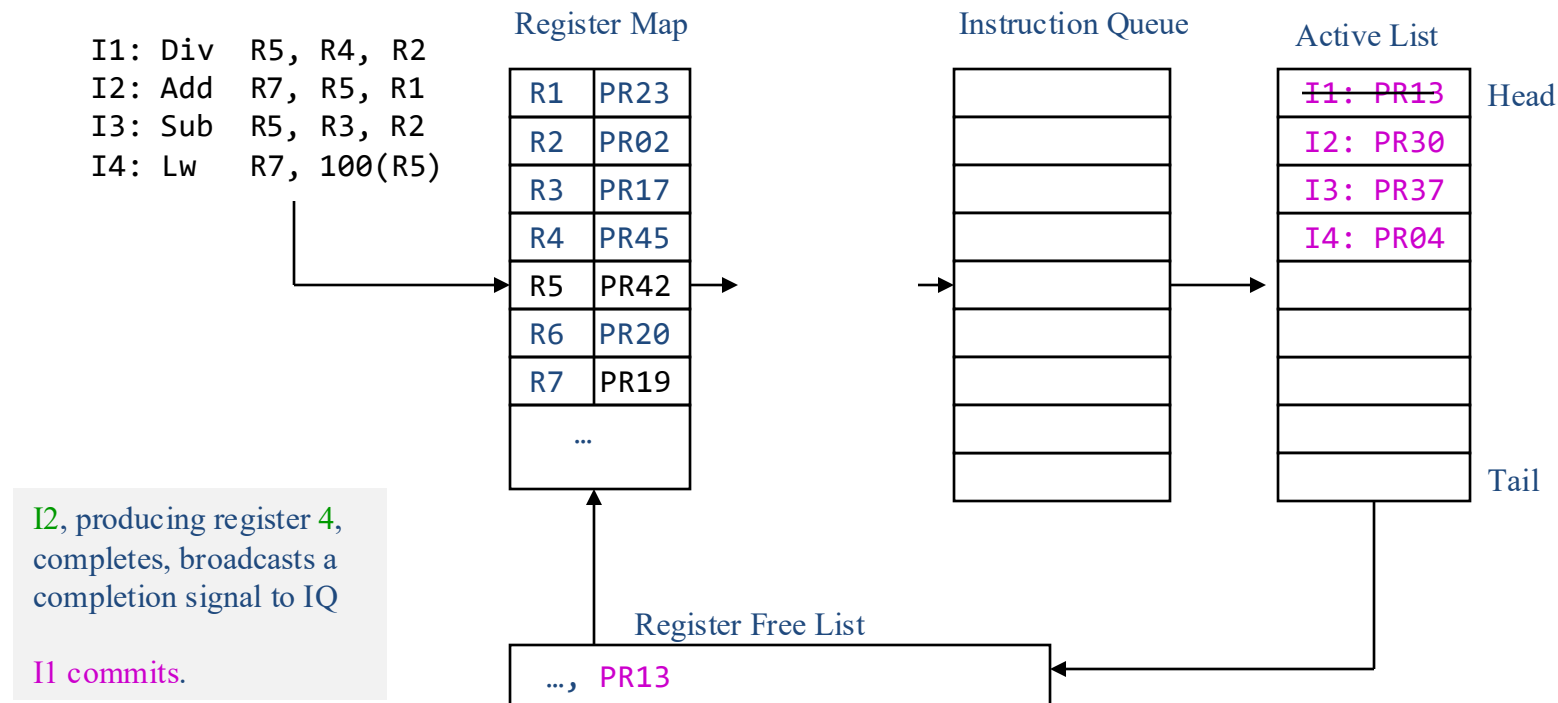 Register Map
Instruction Queue
Active List
I1: Div R5, R4, R2
I2: Add R7, R5, R1
I3: Sub R5, R3, R2
I4: Lw R7, 100(R5)
R1 PR23
R2 PR02
R3 PR17
R4 PR45
R5 PR42
R6 PR20
R7 PR19
…
I1: PR13
I2: PR30
I3: PR37
I4: PR04
Head
Tail
I2, producing register 4,
completes, broadcasts a
completion signal to IQ
I1 commits.
Register Free List
…, PR13